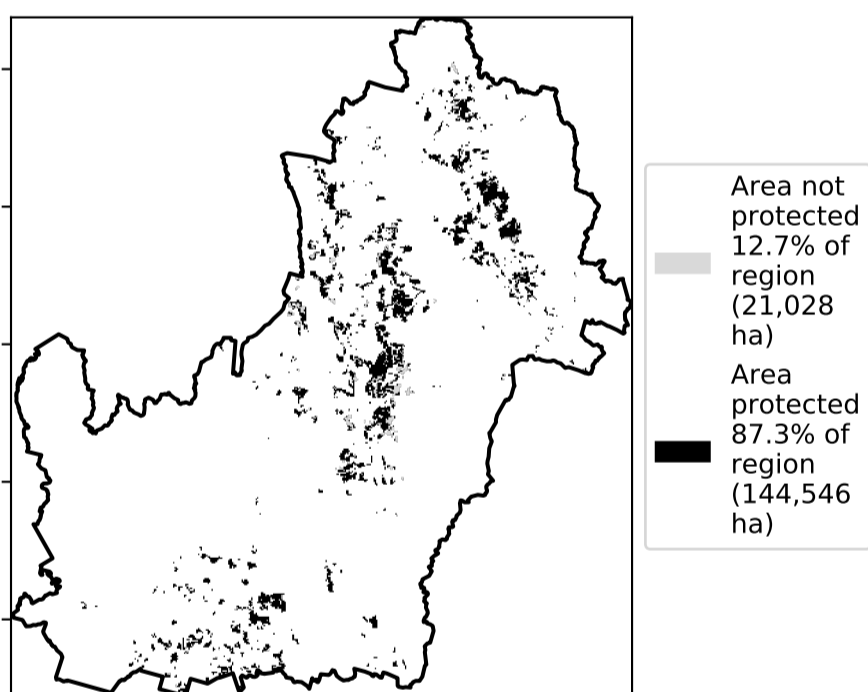 Area not
protected
12.7% of
region
(21,028
ha)
Area
protected
87.3% of
region
(144,546
ha)